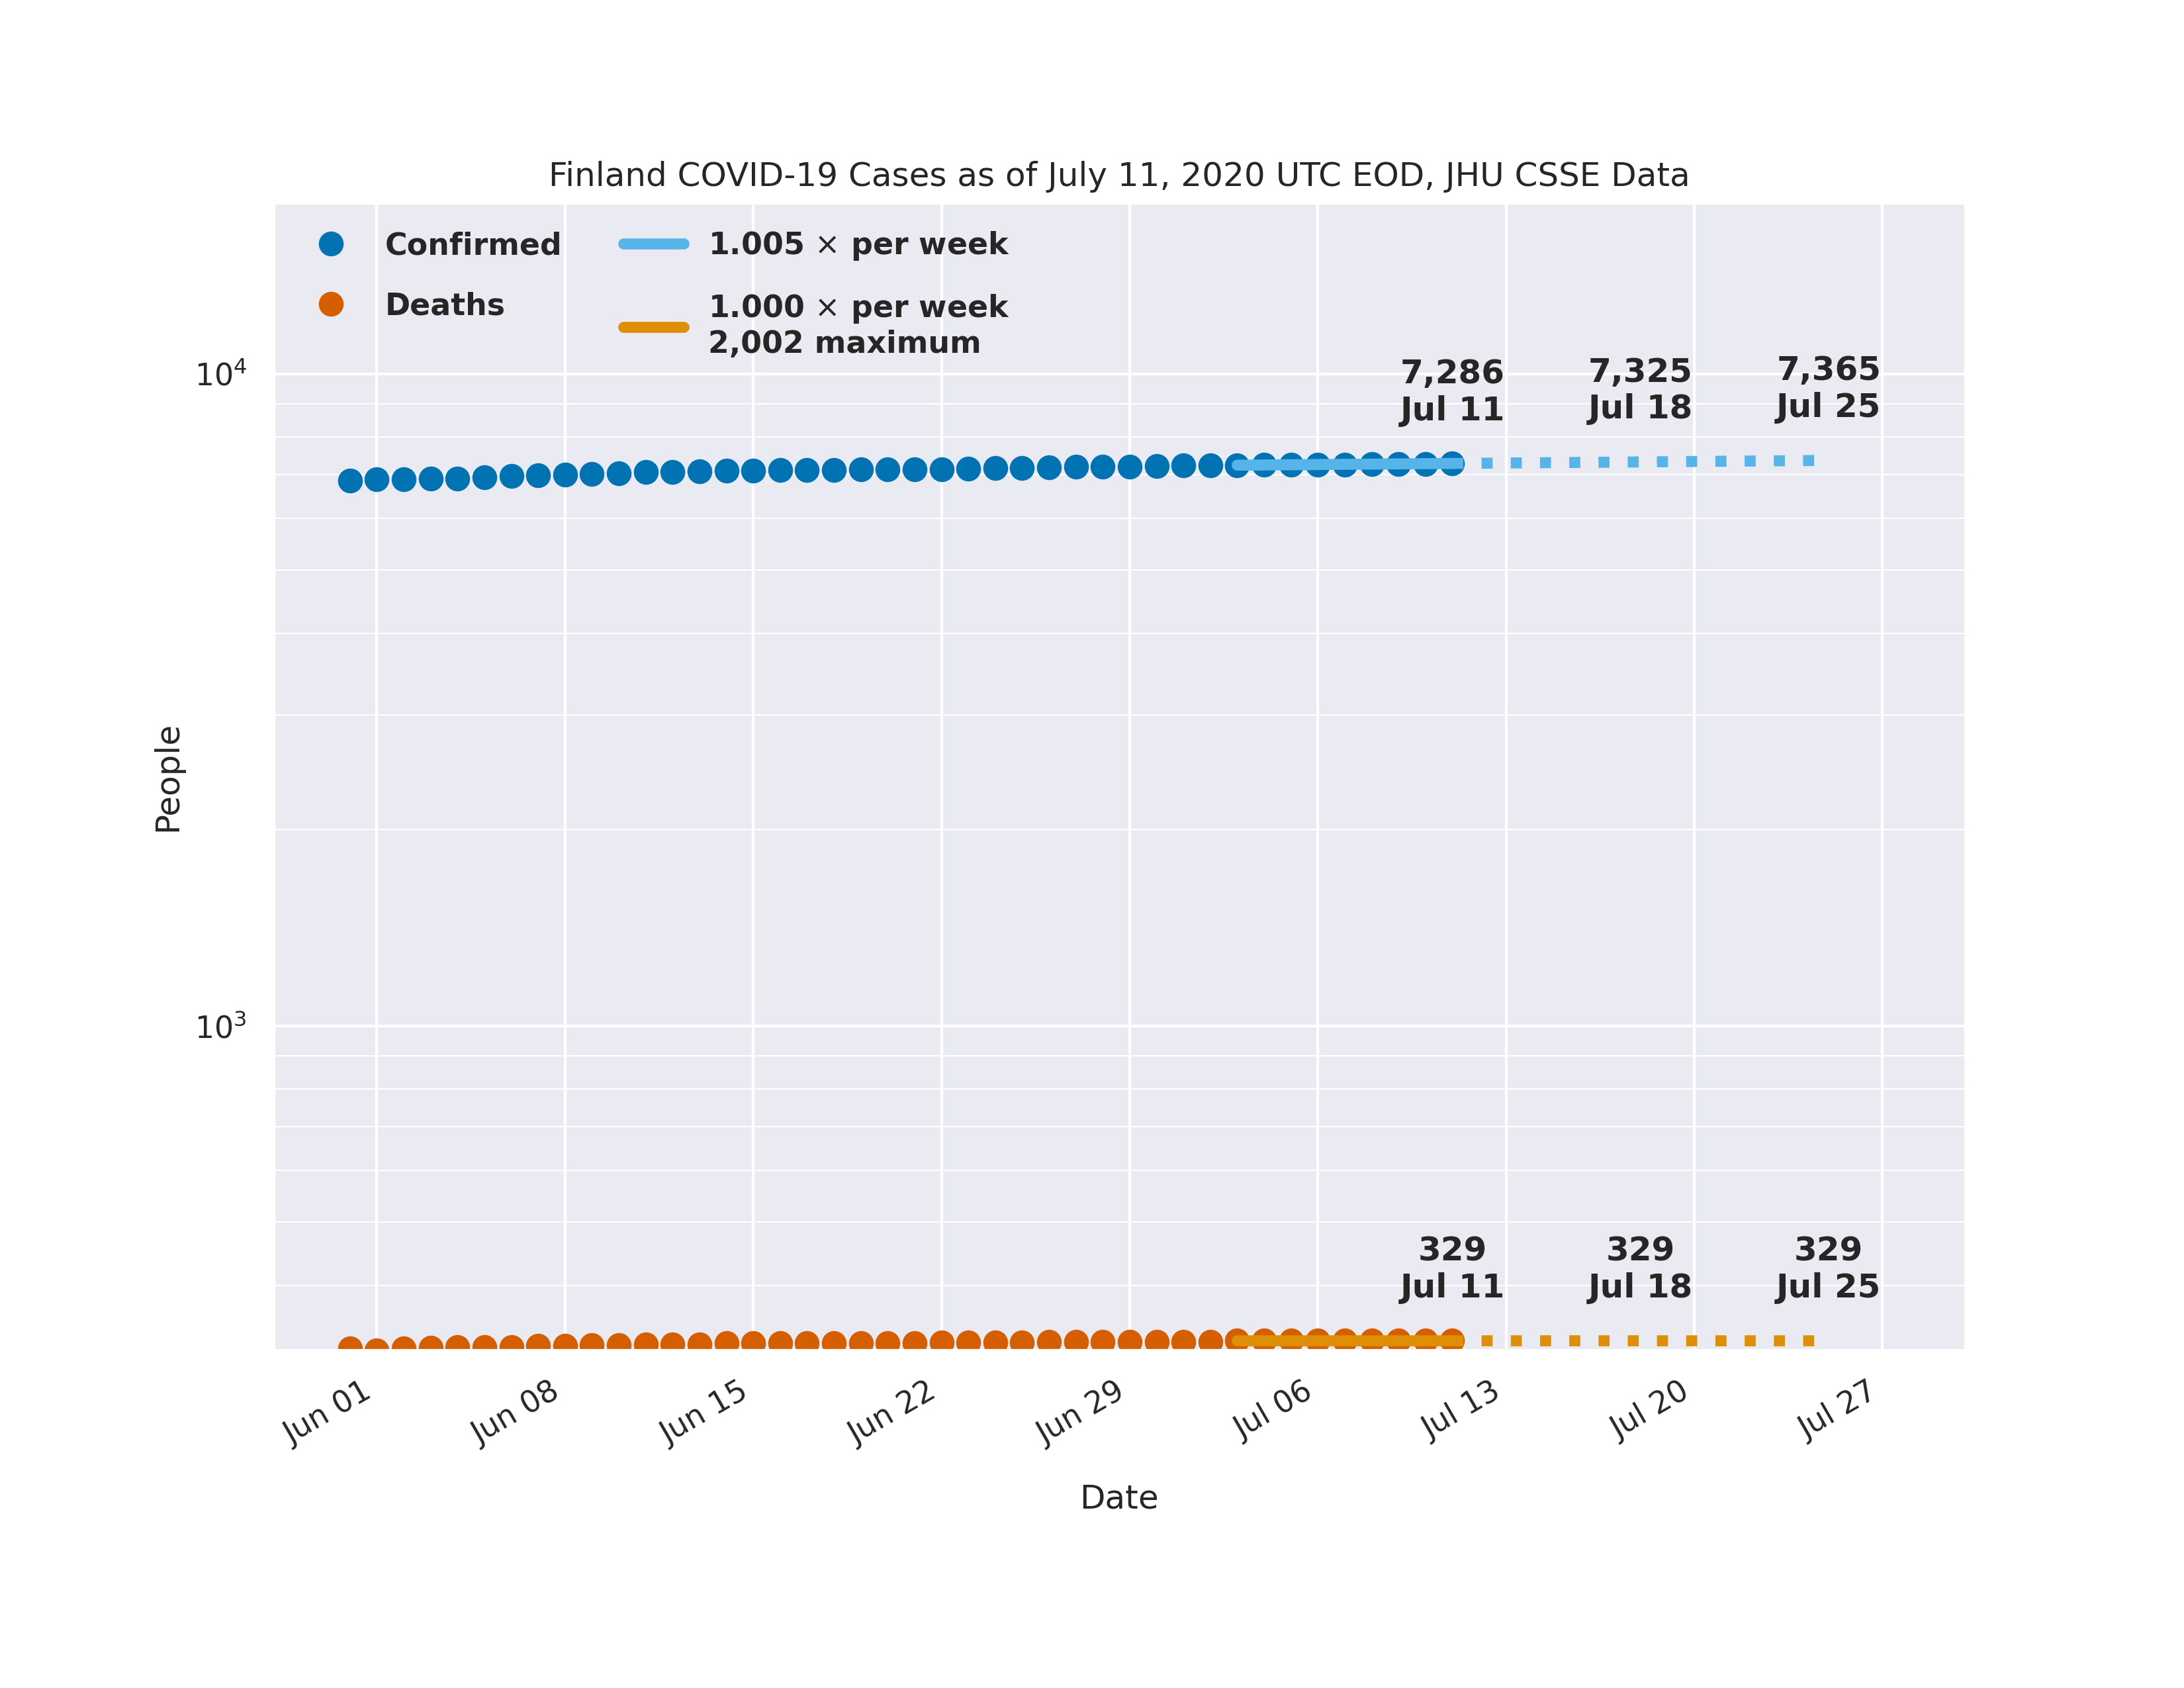 Finland COVID-19 Cases as of July 11, 2020 UTC EOD, JHU CSSE Data
Confirmed
Deaths
1.005 × per week
1.000 × per week
2,002 maximum
10⁴
10³
People
7,286
Jul 11
7,325
Jul 18
7,365
Jul 25
329
Jul 11
329
Jul 18
329
Jul 25
Jun 01
Jun 08
Jun 15
Jun 22
Jun 29
Jul 06
Jul 13
Jul 20
Jul 27
Date